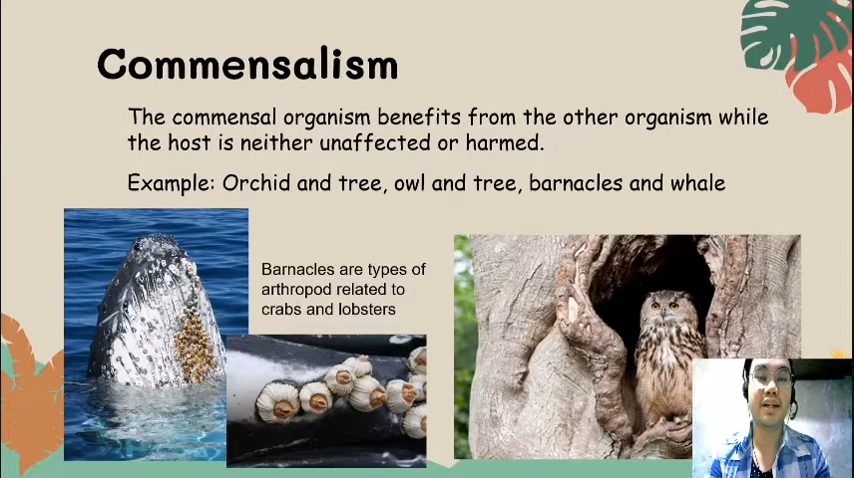 Commensalism
The commensal organism benefits from the other organism while
the host is neither unaffected or harmed.
Example: Orchid and tree, owl and tree, barnacles and whale
Barnacles are types of
arthropod related to
crabs and lobsters